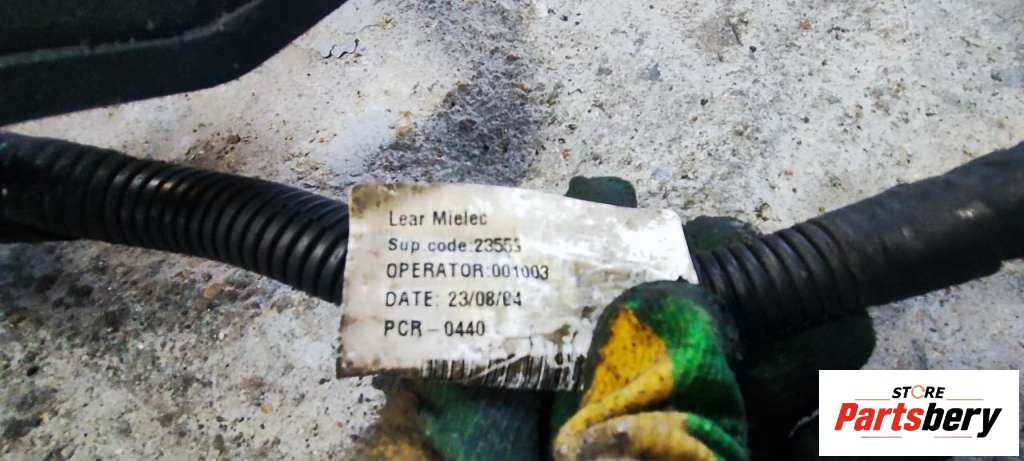 Lear Mielec
Sup code:23553
OPERATOR:001003
DATE: 23/08/04
PCR-0440
STORE
Partsbery